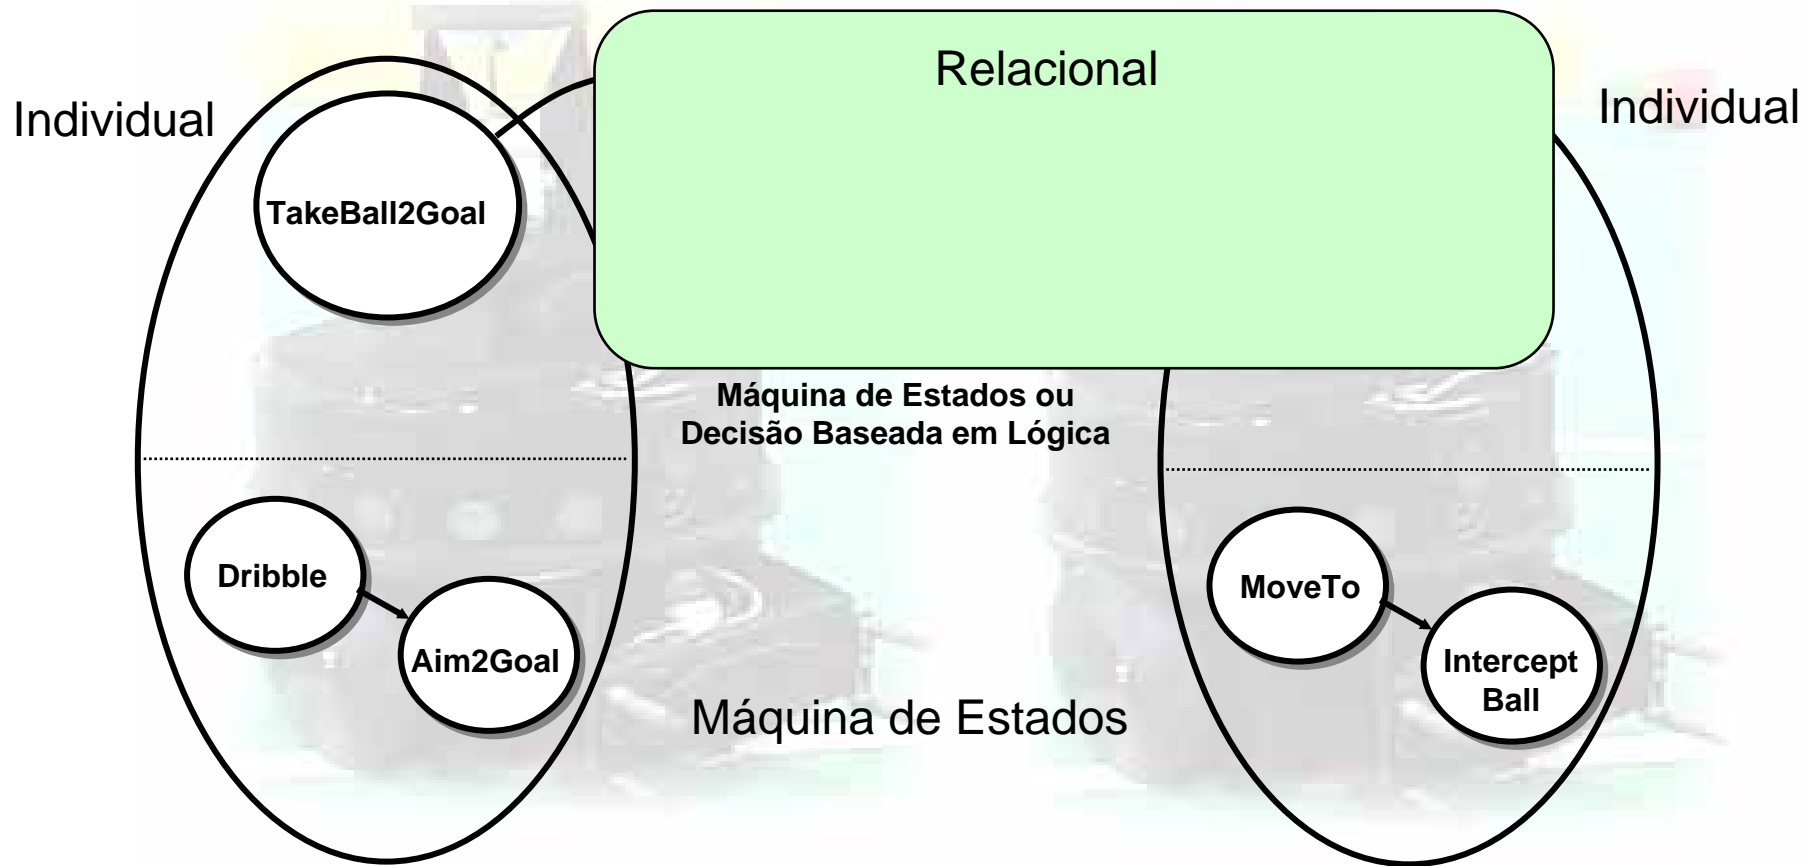 Relacional
Individual
Individual
TakeBall2Goal
Máquina de Estados ou
Decisão Baseada em Lógica
Dribble
Aim2Goal
MoveTo
Intercept
Ball
Máquina de Estados